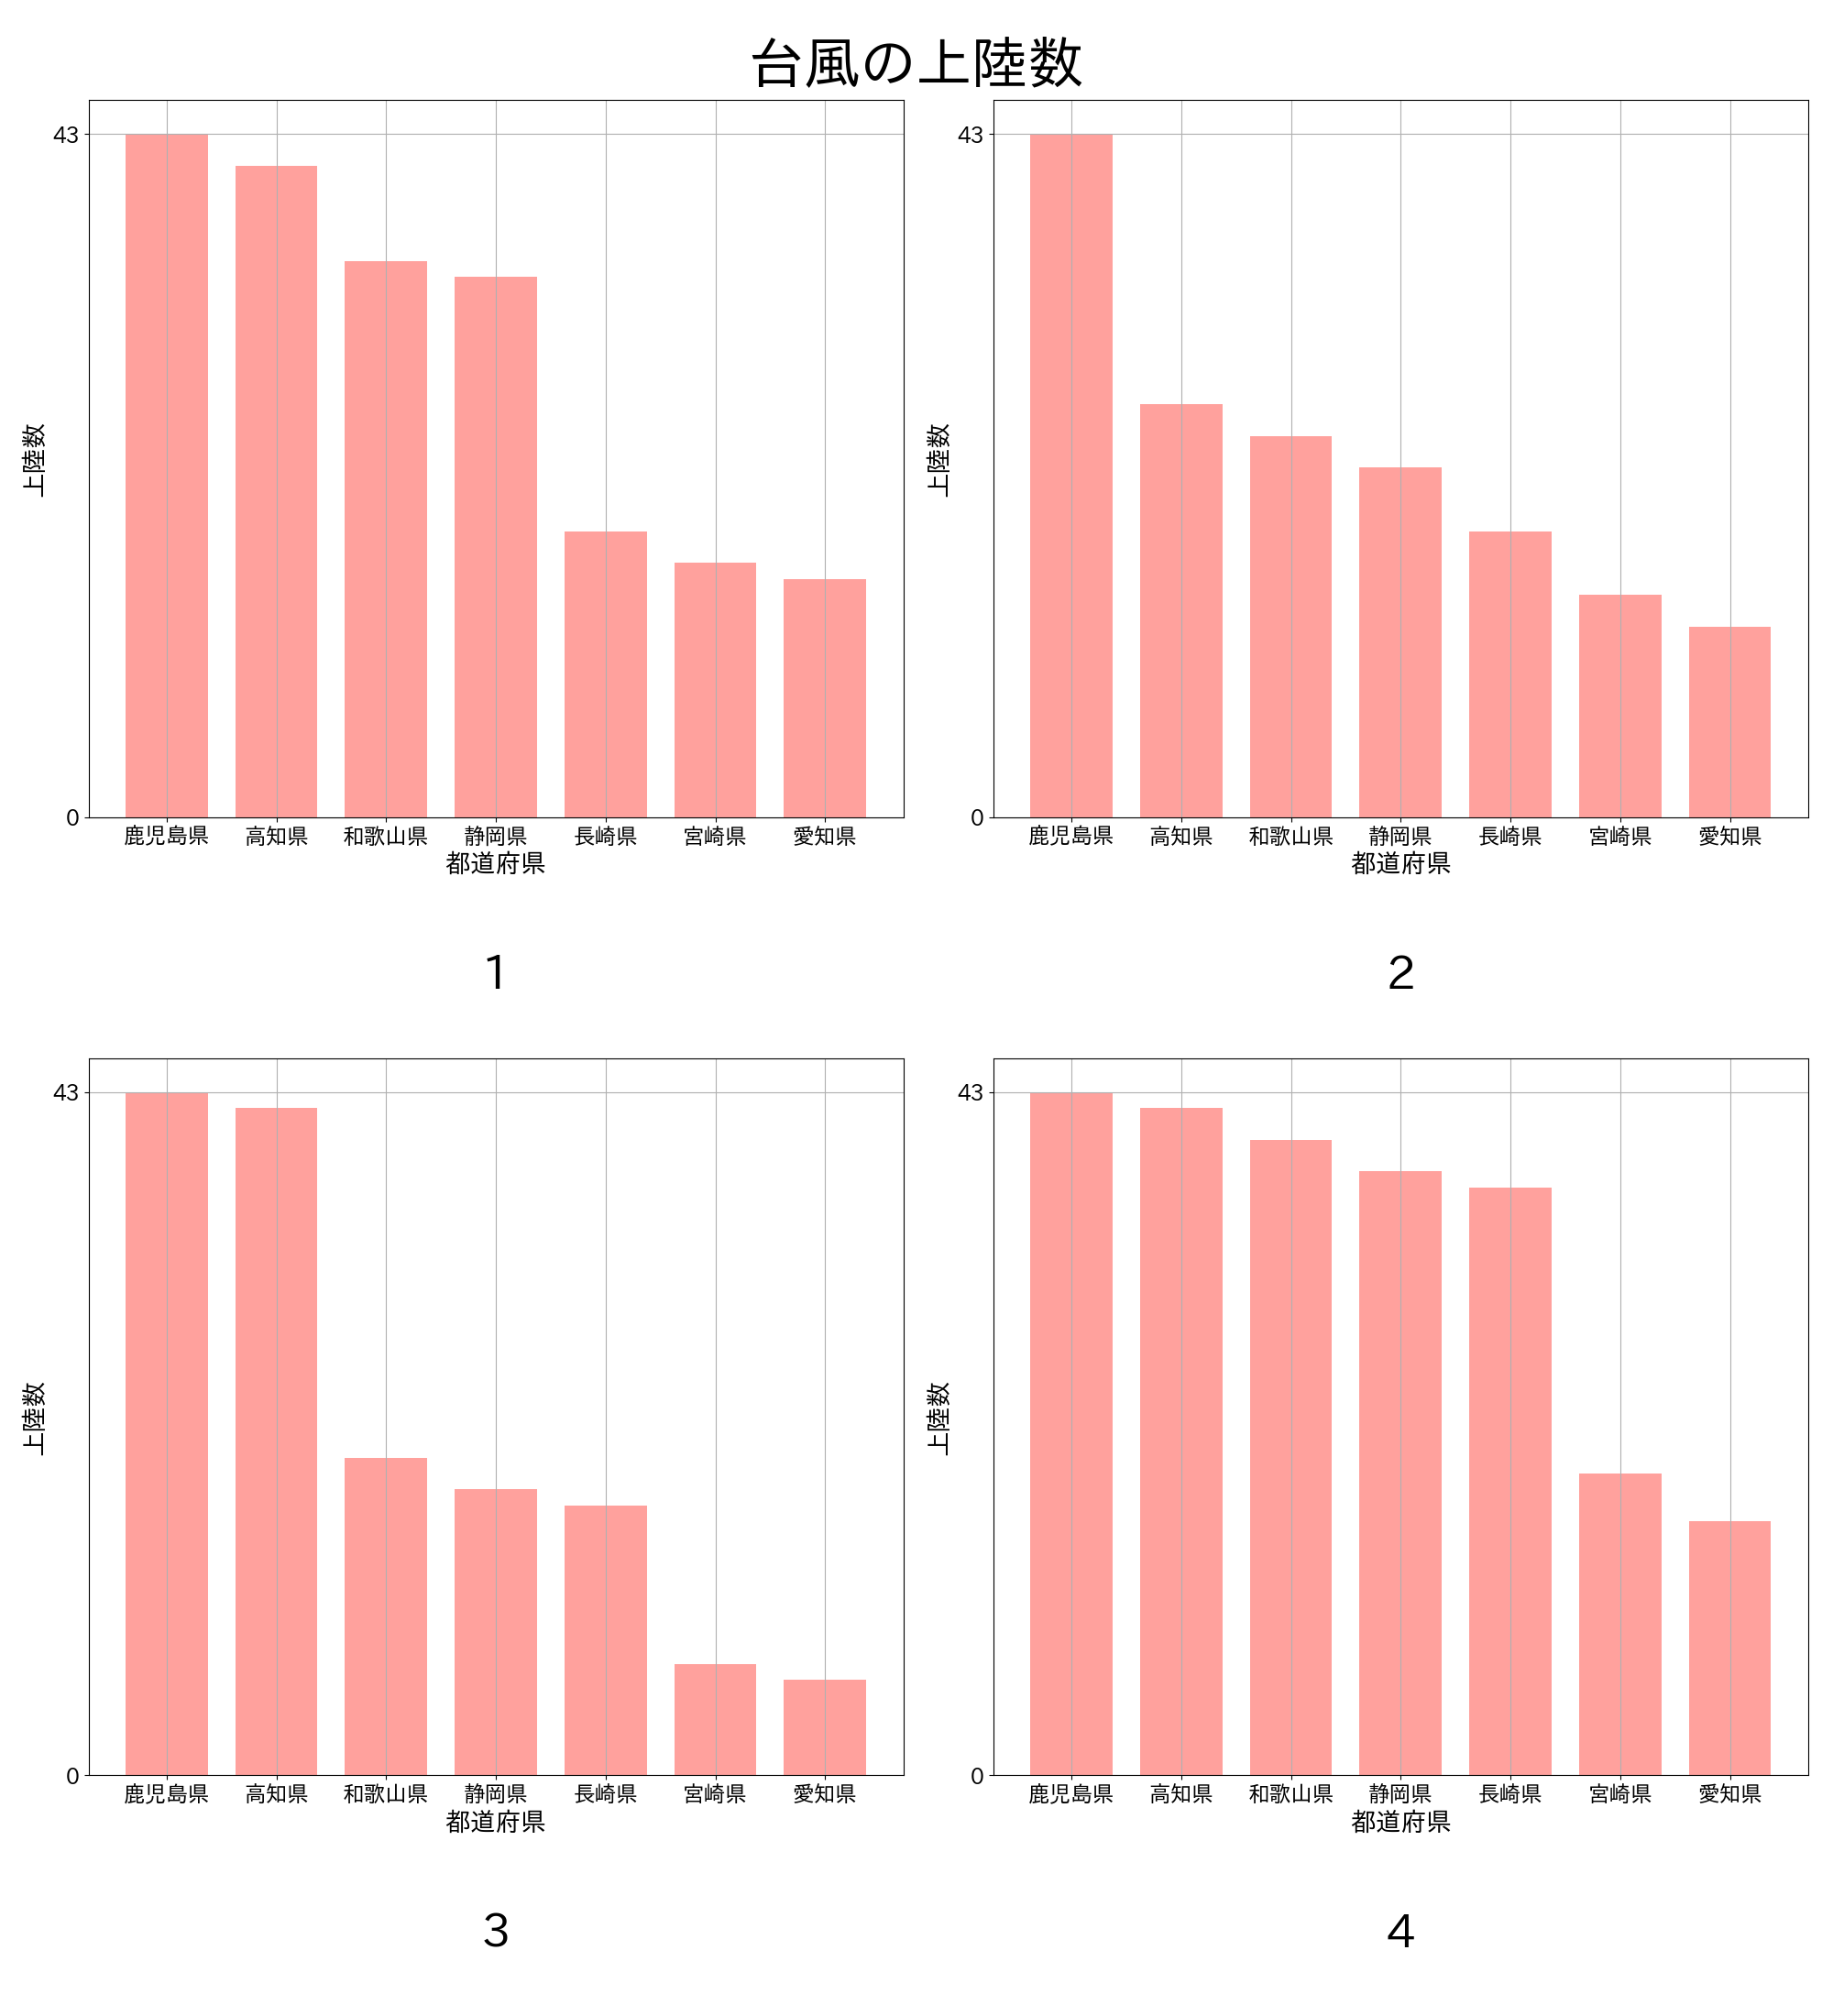 台風の上陸数
43
0
上陸数
鹿児島県 高知県 和歌山県 静岡県 長崎県 宮崎県 愛知県
都道府県
1
43
0
上陸数
鹿児島県 高知県 和歌山県 静岡県 長崎県 宮崎県 愛知県
都道府県
2
43
0
上陸数
鹿児島県 高知県 和歌山県 静岡県 長崎県 宮崎県 愛知県
都道府県
3
43
0
上陸数
鹿児島県 高知県 和歌山県 静岡県 長崎県 宮崎県 愛知県
都道府県
4